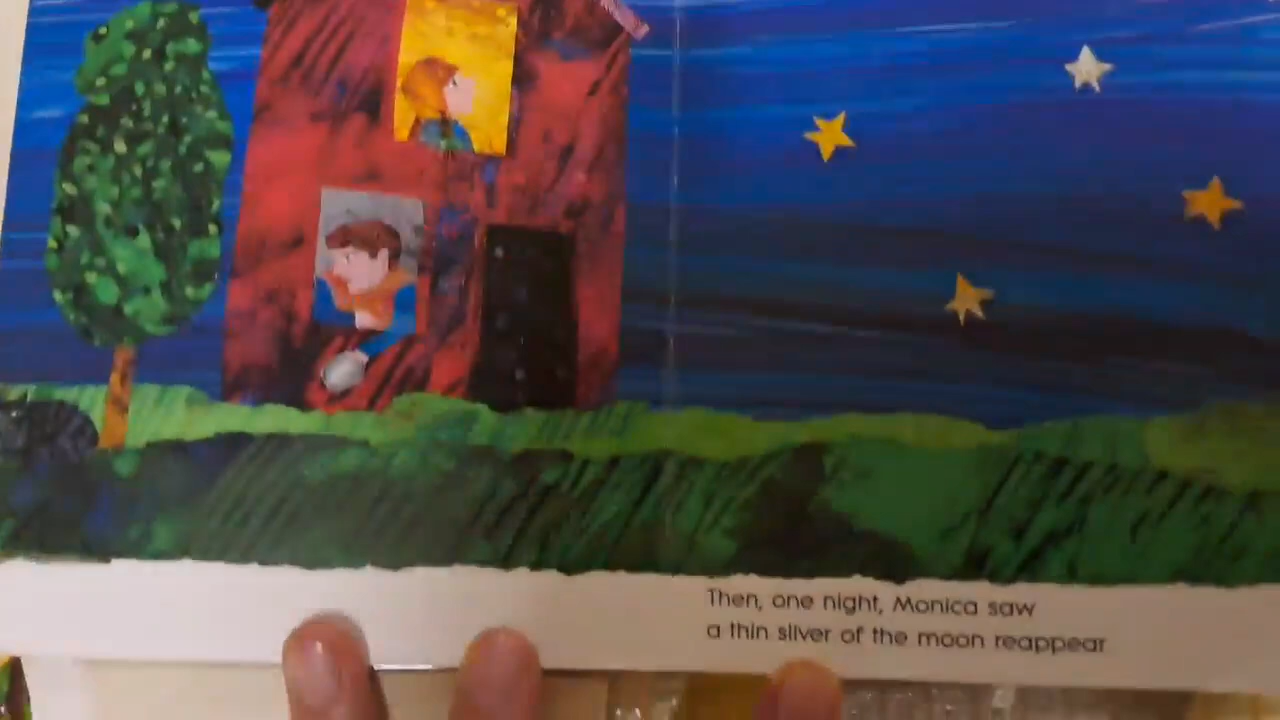 Then, one night, Monica saw
a thin sliver of the moon reappear